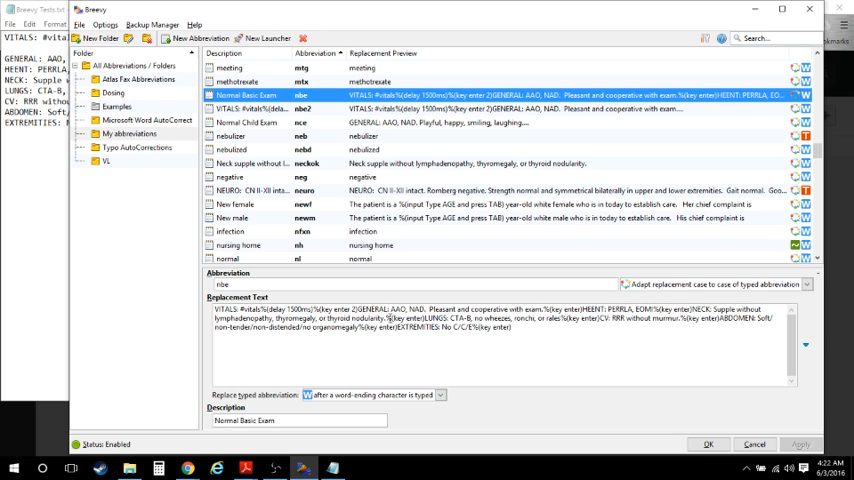 Breevy Tests.txt
Breevy
File Edit Format
File Options Backup Manager Help
New Folder New Abbreviation New Launcher Search...
VITALS: #vital
GENERAL: AAO,
HEENT: PERRLA,
NECK: Supple w
LUNGS: CTA-B,
CV: RRR withou
ABDOMEN: Soft/
EXTREMITIES: N
Folder
All Abbreviations / Folders
Atlas Fax Abbreviations
Dosing
Examples
Microsoft Word AutoCorrect
My abbreviations
Typo AutoCorrections
VL
Description Abbreviation Replacement Preview
meeting mtg meeting
methotrexate mtx methotrexate
Normal Basic Exam nbe VITALS: #vitals%(delay 1500ms)%(key enter 2)GENERAL: AAO, NAD. Pleasant and cooperative with exam.%(key enter)HEENT: PERRLA, EO...
VITALS: #vitals%(de... nbe2 VITALS: #vitals%(delay 1500ms)%(key enter 2)GENERAL: AAO, NAD. Pleasant and cooperative with exam....
Normal Child Exam nce GENERAL: AAO, NAD. Playful, happy, smiling, laughing....
nebulizer neb nebulizer
nebulized nebd nebulized
Neck supple without l... neckok Neck supple without lymphadenopathy, thyromegaly, or thyroid nodularity.
negative neg negative
NEURO: CN II-XII int... neuro NEURO: CN II-XII intact. Romberg negative. Strength normal and symmetrical bilaterally in upper and lower extremities. Gait normal. Goo...
New female newf The patient is a %(input Type AGE and press TAB) year-old white female who is in today to establish care. Her chief complaint is
New male newm The patient is a %(input Type AGE and press TAB) year-old white male who is in today to establish care. His chief complaint is
infection nfxn infection
nursing home nh nursing home
normal nl normal
Abbreviation
nbe Adapt replacement case to case of typed abbreviation
Replacement Text
VITALS: #vitals%(delay 1500ms)%(key enter 2)GENERAL: AAO, NAD. Pleasant and cooperative with exam.%(key enter)HEENT: PERRLA, EOMI%(key enter)NECK: Supple without
lymphadenopathy, thyromegaly, or thyroid nodularity.%(key enter)LUNGS: CTA-B, no wheezes, ronchi, or rales%(key enter)CV: RRR without murmur.%(key enter)ABDOMEN: Soft/
non-tender/non-distended/no organomegaly%(key enter)EXTREMITIES: No C/C/E%(key enter)
Replace typed abbreviation: W after a word-ending character is typed
Description
Normal Basic Exam
Status: Enabled OK Cancel Apply
4:22 AM
6/3/2016